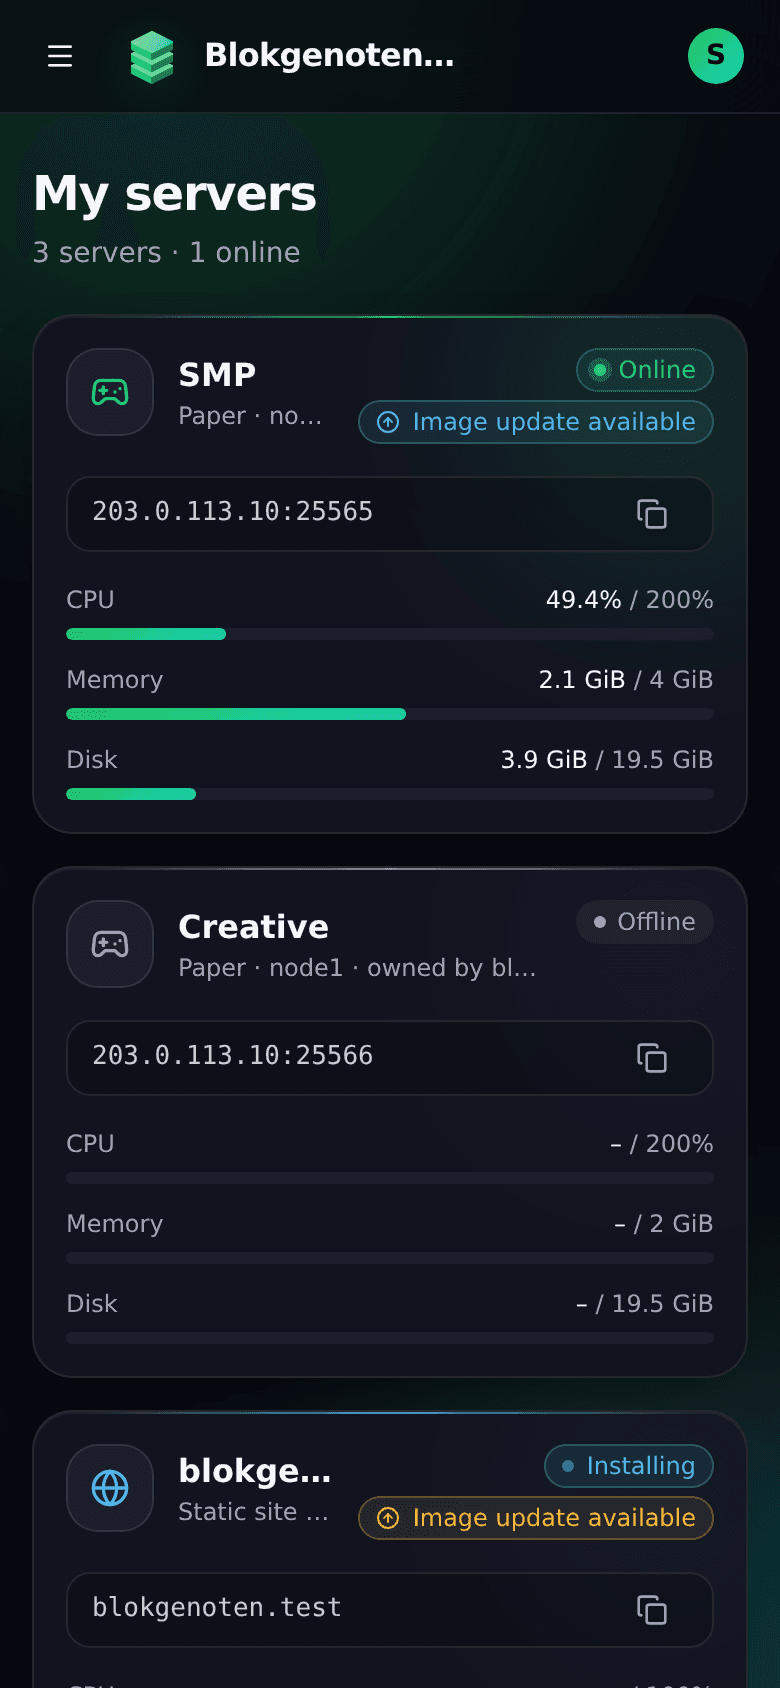 Blokgenoten...
S
My servers
3 servers · 1 online
SMP
Online
Paper · no...
Image update available
203.0.113.10:25565
CPU
49.4% / 200%
Memory
2.1 GiB / 4 GiB
Disk
3.9 GiB / 19.5 GiB
Creative
Offline
Paper · node1 · owned by bl...
203.0.113.10:25566
CPU
– / 200%
Memory
– / 2 GiB
Disk
– / 19.5 GiB
blokge...
Installing
Static site ...
Image update available
blokgenoten.test